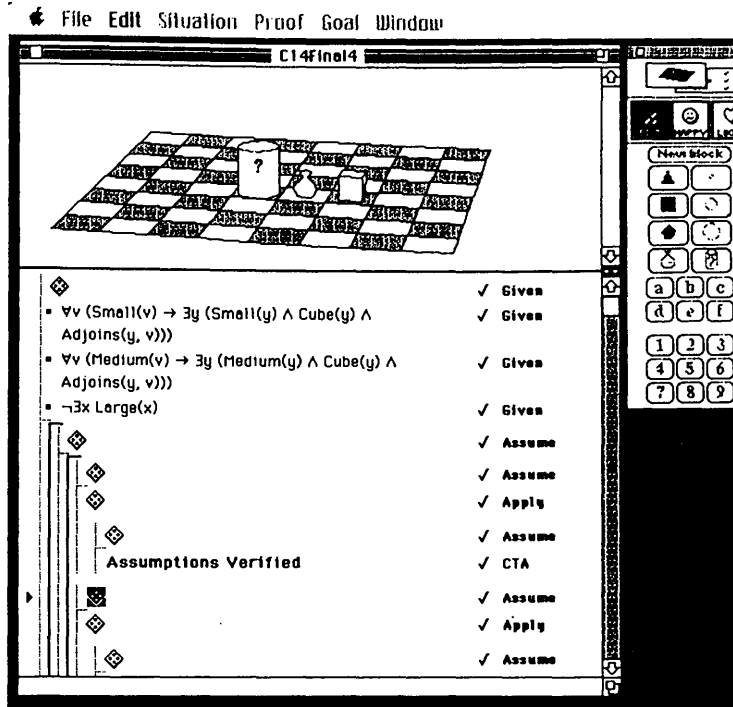 File Edit Situation Proof Goal Window
C14Final4
?
HAPPY
New block
✓ Given
▪ ∀v (Small(v) → ∃y (Small(y) ∧ Cube(y) ∧ ✓ Given
Adjoins(y, v)))
▪ ∀v (Medium(v) → ∃y (Medium(y) ∧ Cube(y) ∧ ✓ Given
Adjoins(y, v)))
▪ ¬∃x Large(x) ✓ Given
✓ Assume
✓ Assume
✓ Apply
✓ Assume
Assumptions Verified ✓ CTA
✓ Assume
✓ Apply
✓ Assume
a b c
d e f
1 2 3
4 5 6
7 8 9